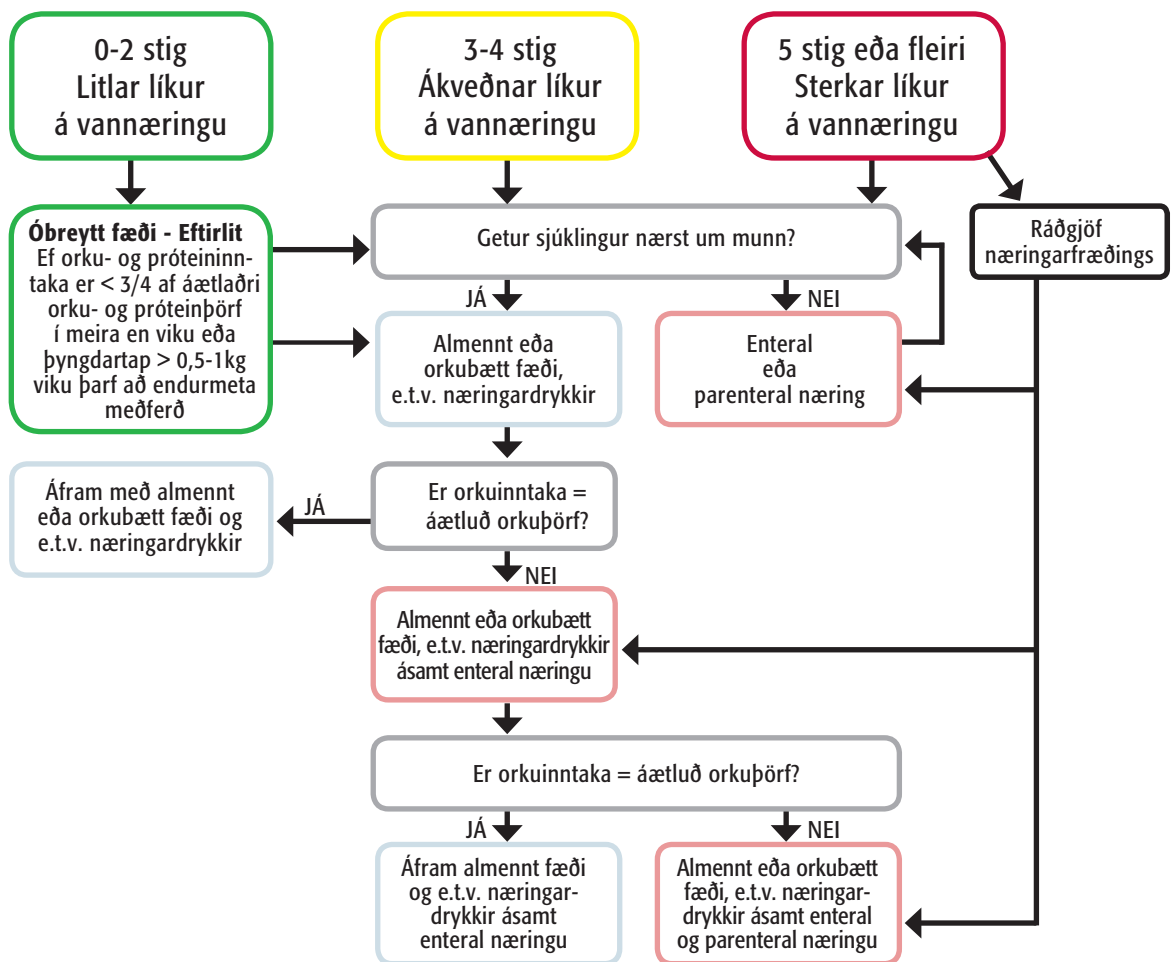 0-2 stig
Litlar líkur
á vannæringu
3-4 stig
Ákveðnar líkur
á vannæringu
5 stig eða fleiri
Sterkar líkur
á vannæringu
Óbreytt fæði - Eftirlit
Ef orku- og próteininn-
taka er < 3/4 af áætlaðri
orku- og próteinþörf
í meira en viku eða
þyngdartap > 0,5-1kg
viku þarf að endurmeta
meðferð
Getur sjúklingur nærst um munn?
Ráðgjöf
næringarfræðings
JÁ
NEI
Almennt eða
orkubætt fæði,
e.t.v. næringardrykkir
Enteral
eða
parenteral næring
Áfram með almennt
eða orkubætt fæði og
e.t.v. næringardrykkir
JÁ
Er orkuinntaka =
áætluð orkuþörf?
NEI
Almennt eða orkubætt
fæði, e.t.v. næringardrykkir
ásamt enteral næringu
Er orkuinntaka = áætluð orkuþörf?
JÁ
NEI
Áfram almennt fæði
og e.t.v. næringar-
drykkir ásamt
enteral næringu
Almennt eða orkubætt
fæði, e.t.v. næringar-
drykkir ásamt enteral
og parenteral næringu